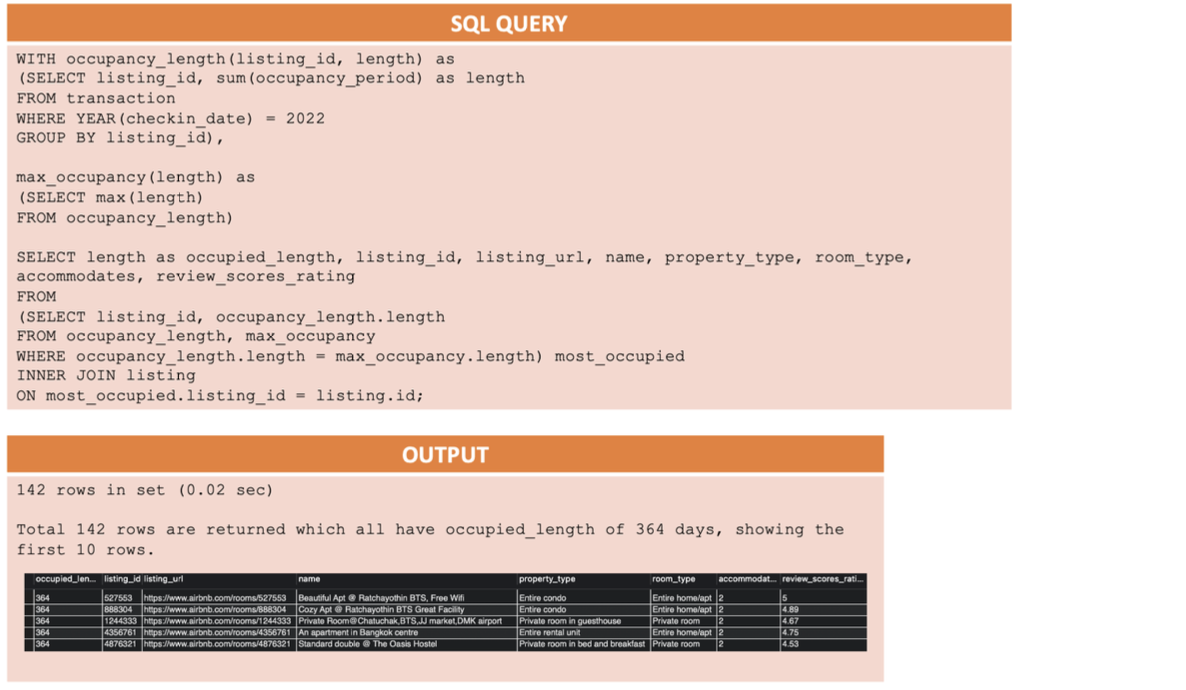 SQL QUERY
WITH occupancy_length(listing_id, length) as
(SELECT listing_id, sum(occupancy_period) as length
FROM transaction
WHERE YEAR(checkin_date) = 2022
GROUP BY listing_id),
max_occupancy(length) as
(SELECT max(length)
FROM occupancy_length)
SELECT length as occupied_length, listing_id, listing_url, name, property_type, room_type,
accommodates, review_scores_rating
FROM
(SELECT listing_id, occupancy_length.length
FROM occupancy_length, max_occupancy
WHERE occupancy_length.length = max_occupancy.length) most_occupied
INNER JOIN listing
ON most_occupied.listing_id = listing.id;
OUTPUT
142 rows in set (0.02 sec)
Total 142 rows are returned which all have occupied_length of 364 days, showing the
first 10 rows.
occupied_len... listing_id listing_url name property_type room_type accommodat... review_scores_rati...
364 527553 https://www.airbnb.com/rooms/527553 Beautiful Apt @ Ratchayothin BTS, Free Wifi Entire condo Entire home/apt 2 5
364 888304 https://www.airbnb.com/rooms/888304 Cozy Apt @ Ratchayothin BTS Great Facility Entire condo Entire home/apt 2 4.89
364 1244333 https://www.airbnb.com/rooms/1244333 Private Room@Chatuchak,BTS,JJ market,DMK airport Private room in guesthouse Private room 2 4.67
364 4356761 https://www.airbnb.com/rooms/4356761 An apartment in Bangkok centre Entire rental unit Entire home/apt 2 4.75
364 4876321 https://www.airbnb.com/rooms/4876321 Standard double @ The Oasis Hostel Private room in bed and breakfast Private room 2 4.53